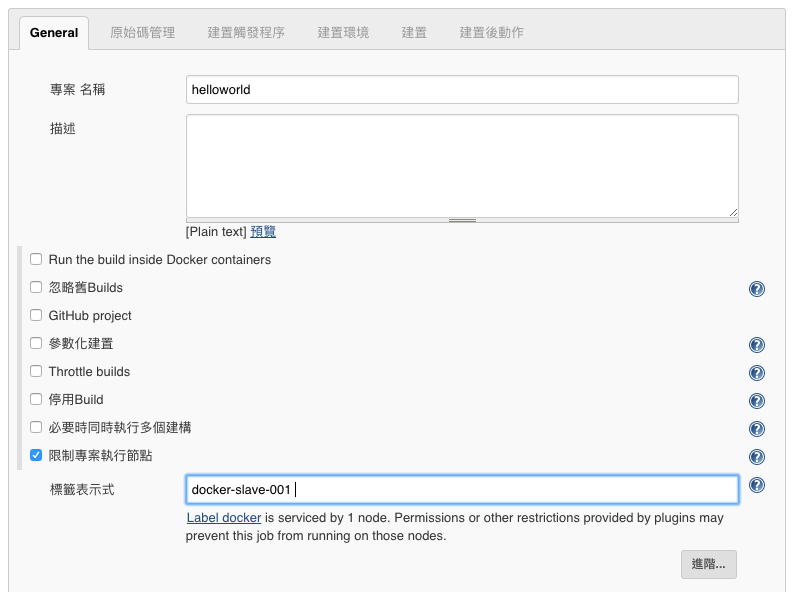 General 原始碼管理 建置觸發程序 建置環境 建置 建置後動作
專案 名稱 helloworld
描述
[Plain text] 預覽
Run the build inside Docker containers
忽略舊Builds
GitHub project
參數化建置
Throttle builds
停用Build
必要時同時執行多個建構
限制專案執行節點
標籤表示式 docker-slave-001
Label docker is serviced by 1 node. Permissions or other restrictions provided by plugins may
prevent this job from running on those nodes.
進階...